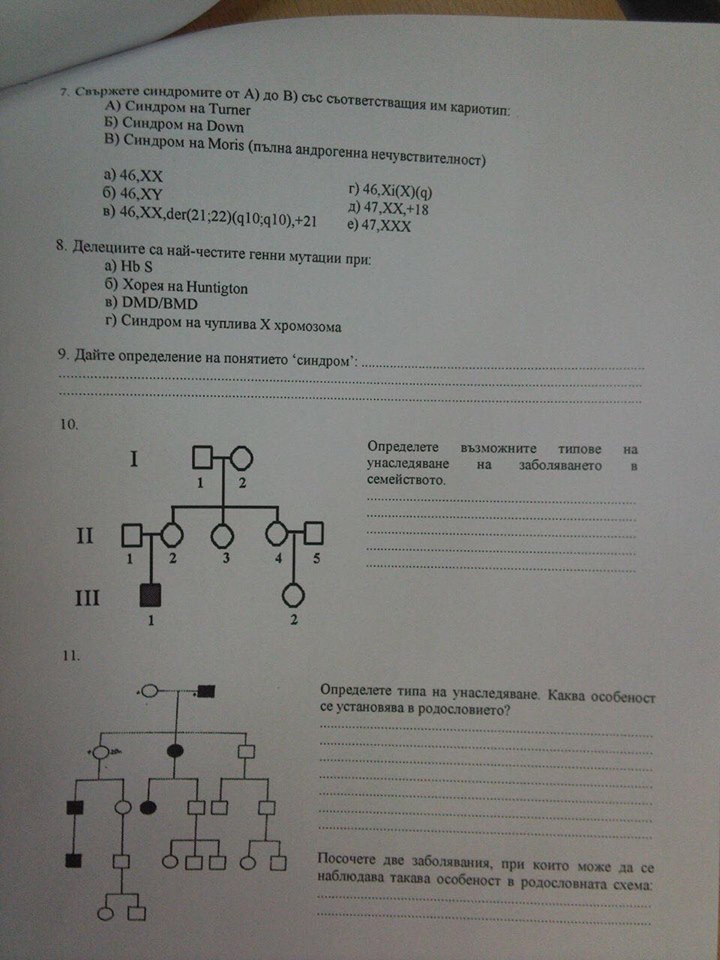 7. Свържете синдромите от А) до В) със съответстващия им кариотип:
А) Синдром на Turner
Б) Синдром на Down
В) Синдром на Moris (пълна андрогенна нечувствителност)
а) 46,XX
г) 46,Xi(X)(q)
б) 46,XY
д) 47,XX,+18
в) 46,XX,der(21;22)(q10;q10),+21
е) 47,XXX
8. Делециите са най-честите генни мутации при:
а) Hb S
б) Хорея на Huntigton
в) DMD/BMD
г) Синдром на чуплива X хромозома
9. Дайте определение на понятието ‘синдром’:
10.
Определете възможните типове на
унаследяване на заболяването в
семейството.
I
1 2
II
1 2 3 4 5
III
1 2
11.
Определете типа на унаследяване. Каква особеност
се установява в родословието?
Посочете две заболявания, при които може да се
наблюдава такава особеност в родословната схема: